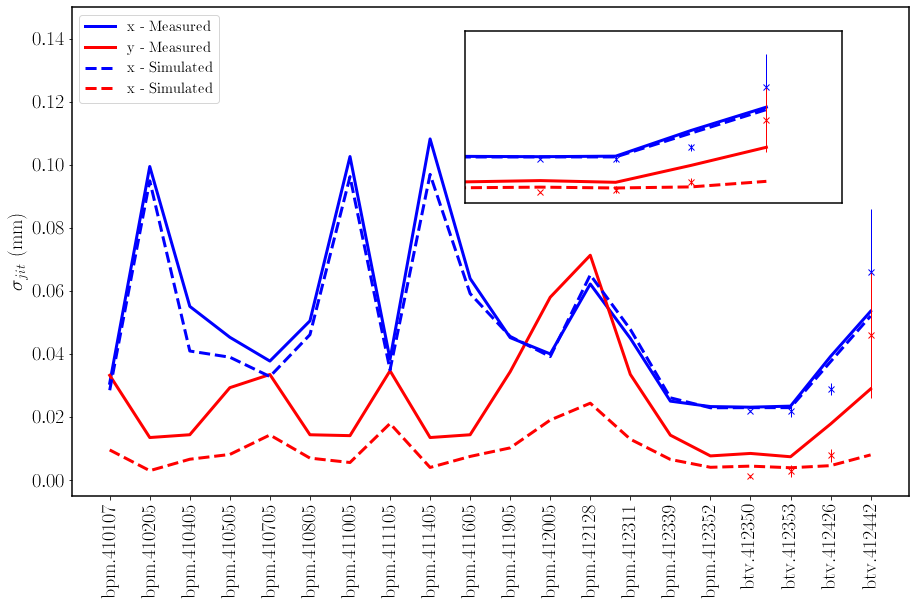 x - Measured
y - Measured
x - Simulated
x - Simulated
0.14
0.12
0.10
0.08
0.06
0.04
0.02
0.00
σjit (mm)
bpm.410107
bpm.410205
bpm.410405
bpm.410505
bpm.410705
bpm.410805
bpm.411005
bpm.411105
bpm.411405
bpm.411605
bpm.411905
bpm.412005
bpm.412128
bpm.412311
bpm.412339
bpm.412352
btv.412350
btv.412353
btv.412426
btv.412442